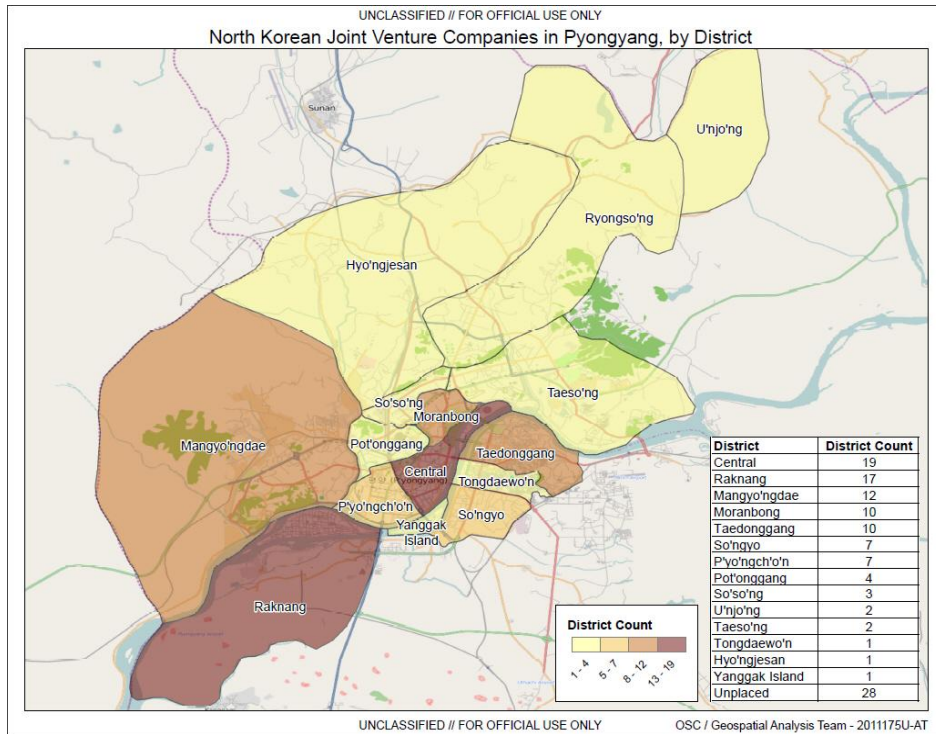 UNCLASSIFIED // FOR OFFICIAL USE ONLY
North Korean Joint Venture Companies in Pyongyang, by District
Sunan
U'njo'ng
Ryongso'ng
Hyo'ngjesan
Taeso'ng
So'so'ng
Moranbong
Mangyo'ngdae
Pot'onggang
Taedonggang
Central
Tongdaewo'n
P'yo'ngch'o'n
So'ngyo
Yanggak
Island
Raknang
District District Count
Central 19
Raknang 17
Mangyo'ngdae 12
Moranbong 10
Taedonggang 10
So'ngyo 7
P'yo'ngch'o'n 7
Pot'onggang 4
So'so'ng 3
U'njo'ng 2
Taeso'ng 2
Tongdaewo'n 1
Hyo'ngjesan 1
Yanggak Island 1
Unplaced 28
District Count
1 - 4
5 - 7
8 - 12
13 - 19
UNCLASSIFIED // FOR OFFICIAL USE ONLY
OSC / Geospatial Analysis Team - 2011175U-AT